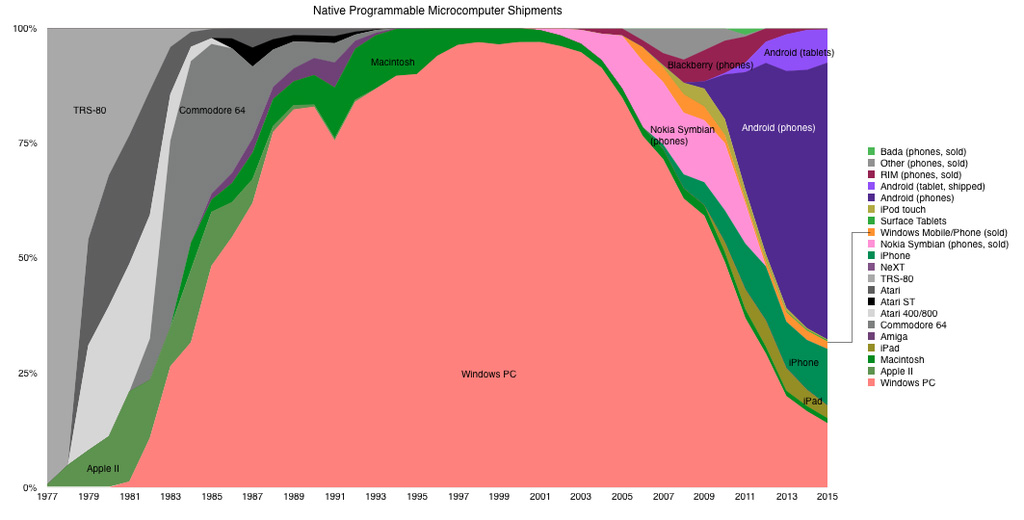 Native Programmable Microcomputer Shipments
100%
75%
50%
25%
0%
TRS-80
Commodore 64
Macintosh
Blackberry (phones)
Android (tablets)
Nokia Symbian
(phones)
Android (phones)
Windows PC
iPhone
iPad
Apple II
1977
1979
1981
1983
1985
1987
1989
1991
1993
1995
1997
1999
2001
2003
2005
2007
2009
2011
2013
2015
Bada (phones, sold)
Other (phones, sold)
RIM (phones, sold)
Android (tablet, shipped)
Android (phones)
iPod touch
Surface Tablets
Windows Mobile/Phone (sold)
Nokia Symbian (phones, sold)
iPhone
NeXT
TRS-80
Atari
Atari ST
Atari 400/800
Commodore 64
Amiga
iPad
Macintosh
Apple II
Windows PC